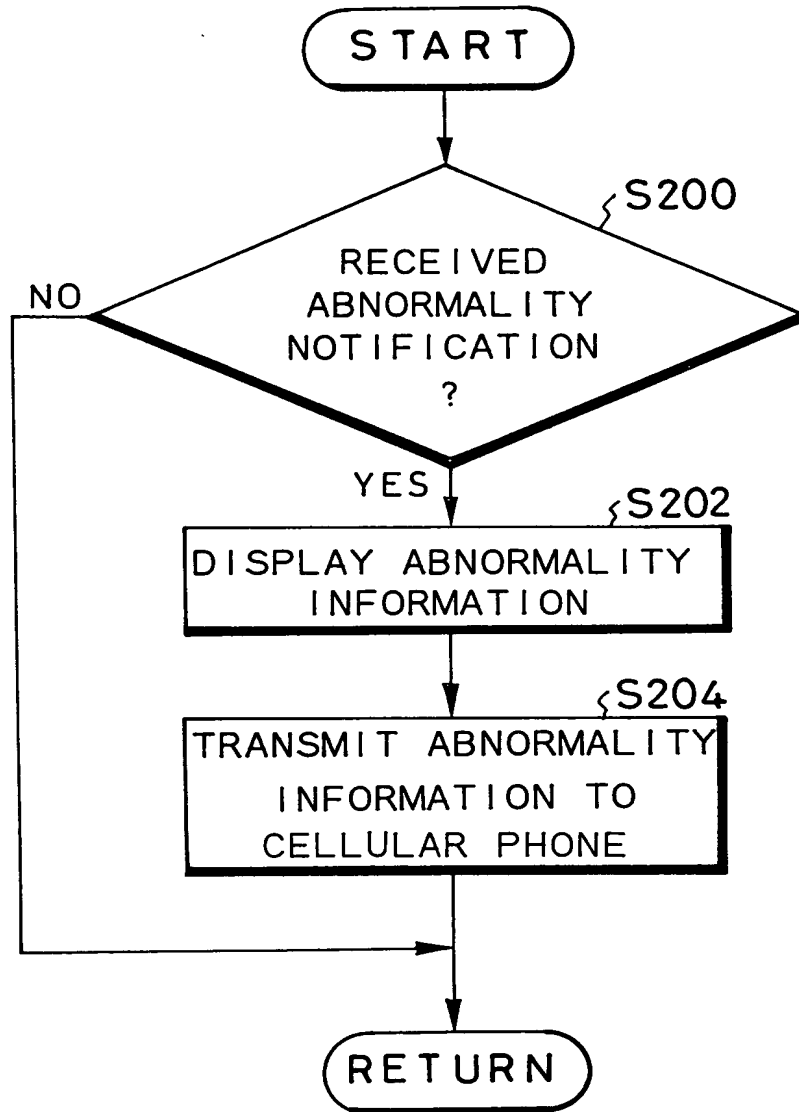 START
S200
RECEIVED
ABNORMALITY
NOTIFICATION
?
NO
YES
S202
DISPLAY ABNORMALITY
INFORMATION
S204
TRANSMIT ABNORMALITY
INFORMATION TO
CELLULAR PHONE
RETURN